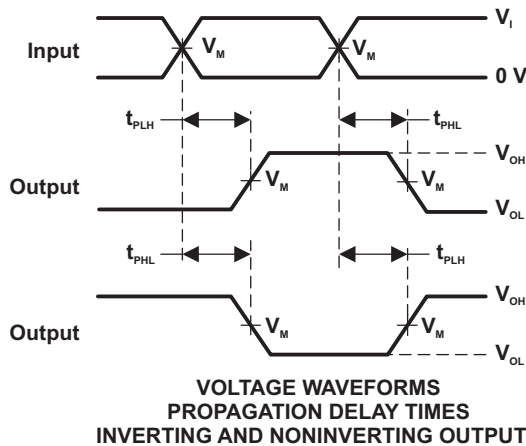 V_I
Input
V_M
V_M
0 V
t_PLH
t_PHL
V_OH
Output
V_M
V_M
V_OL
t_PHL
t_PLH
V_OH
Output
V_M
V_M
V_OL
VOLTAGE WAVEFORMS
PROPAGATION DELAY TIMES
INVERTING AND NONINVERTING OUTPUT